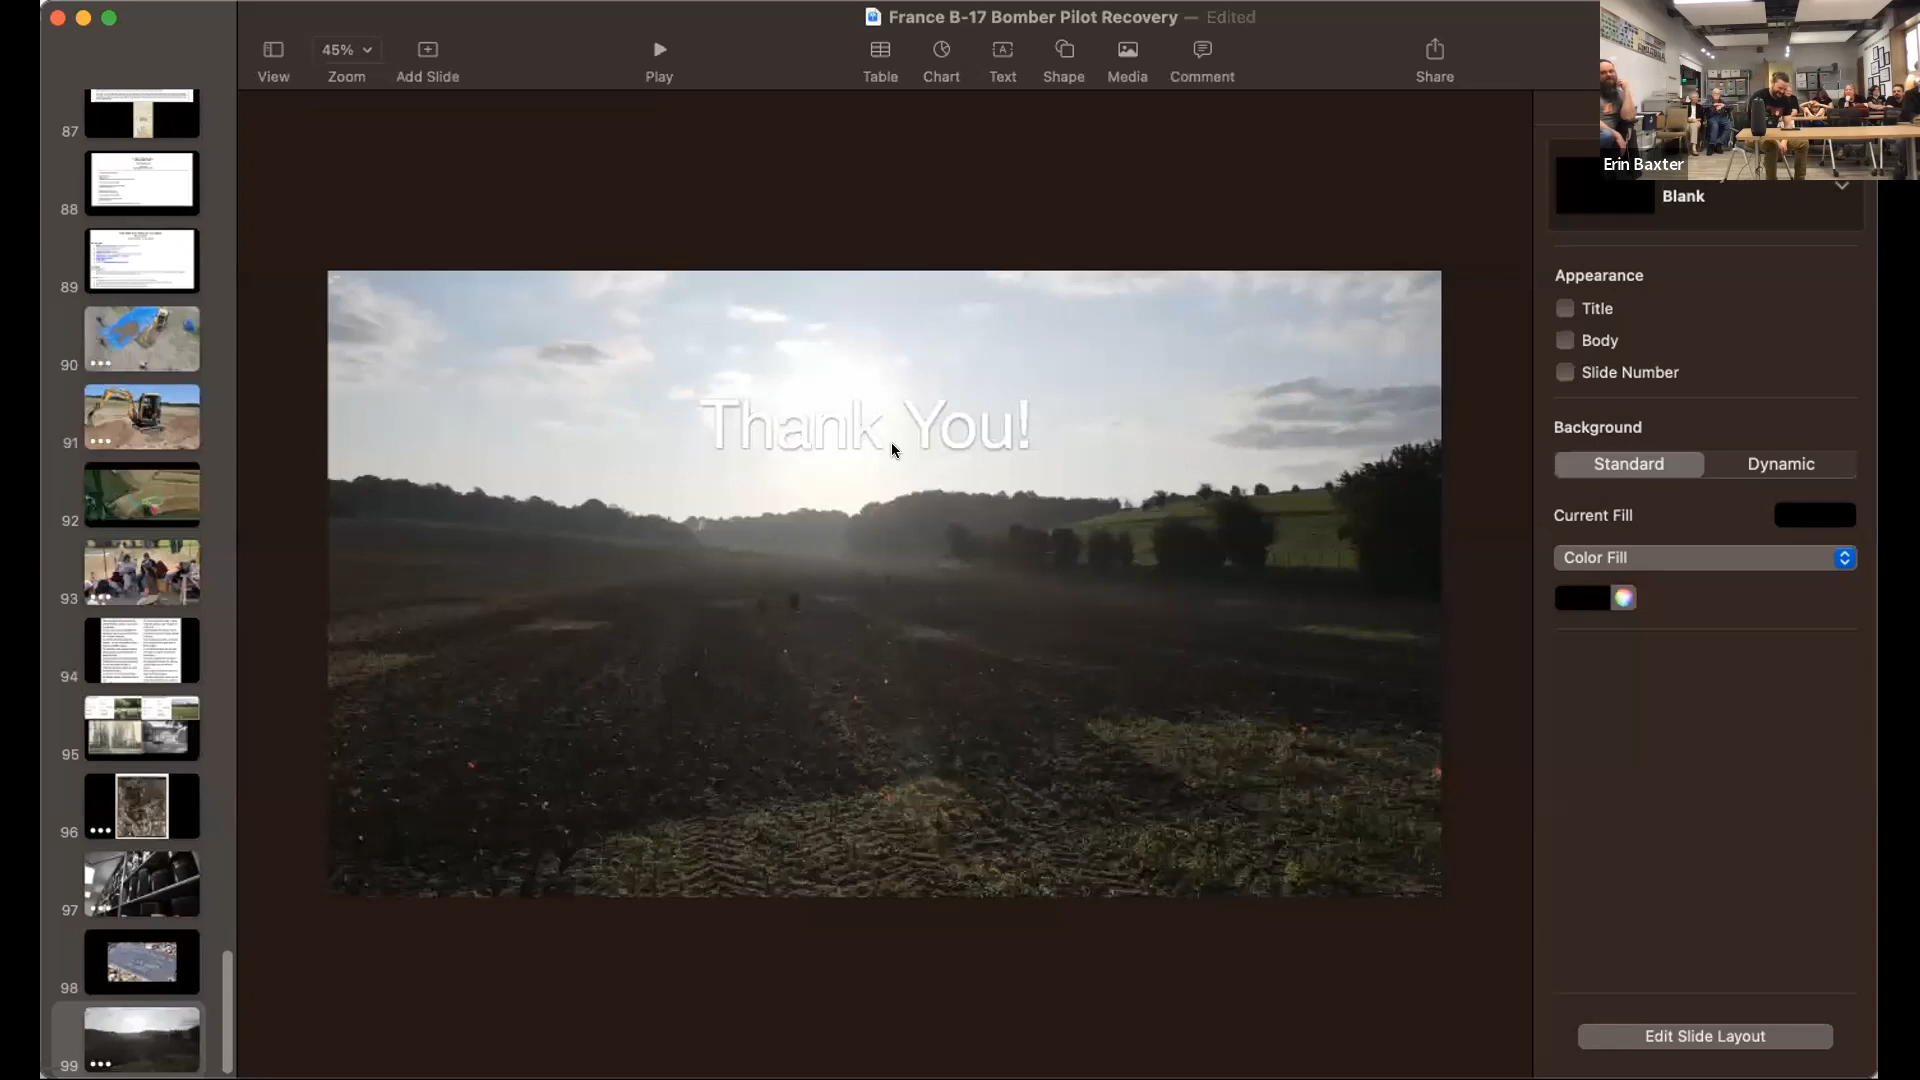 France B-17 Bomber Pilot Recovery — Edited
45%
View
Zoom
Add Slide
Play
Table
Chart
Text
Shape
Media
Comment
Share
Erin Baxter
Blank
Appearance
Title
Body
Slide Number
Background
Standard
Dynamic
Current Fill
Color Fill
Edit Slide Layout
Thank You!
87
88
89
90
91
92
93
94
95
96
97
98
99